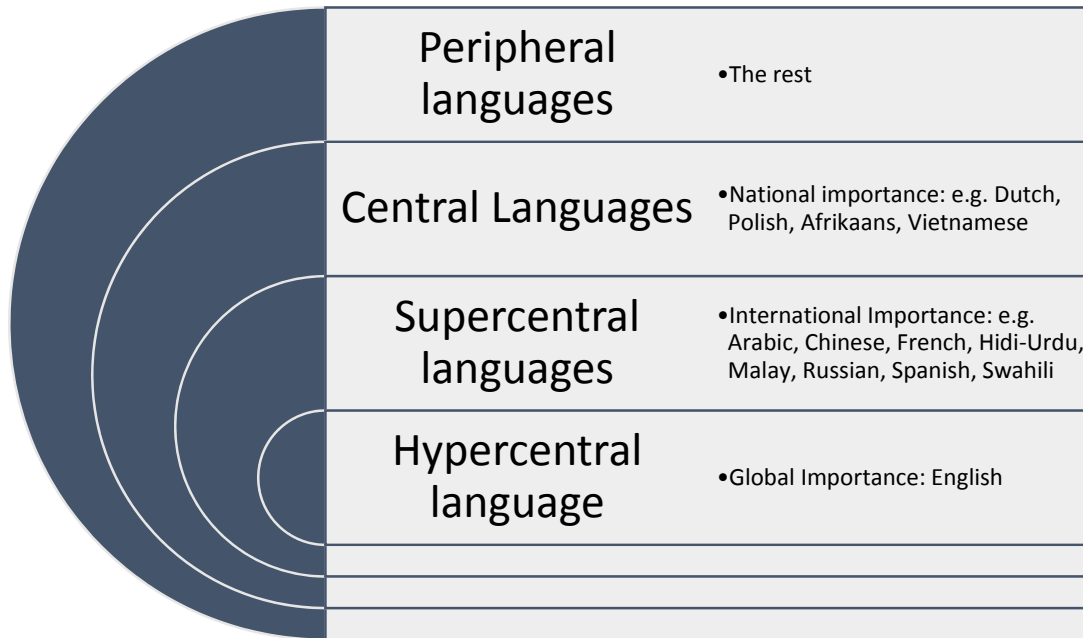 Peripheral
languages
•The rest
Central Languages
•National importance: e.g. Dutch,
Polish, Afrikaans, Vietnamese
Supercentral
languages
•International Importance: e.g.
Arabic, Chinese, French, Hidi-Urdu,
Malay, Russian, Spanish, Swahili
Hypercentral
language
•Global Importance: English